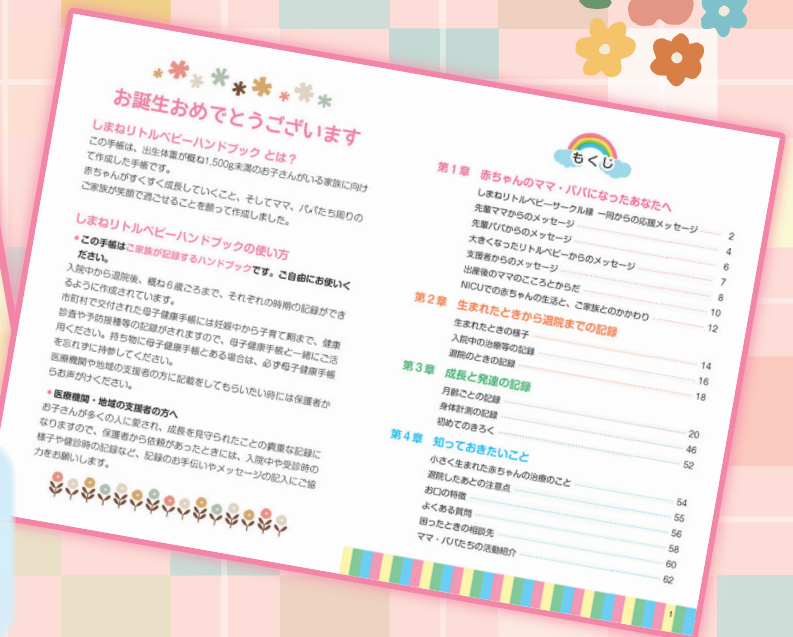 お誕生おめでとうございます
しまねリトルベビーハンドブック とは？
この手帳は、出生体重が概ね1,500g未満のお子さんがいる家族に向け
て作成した手帳です。
赤ちゃんがすくすく成長していくこと、そしてママ、パパたち周りの
ご家族が笑顔で過ごせることを願って作成しました。
しまねリトルベビーハンドブックの使い方
●この手帳はご家族が記録するハンドブックです。ご自由にお使いく
ださい。
入院中から退院後、概ね6歳ごろまで、それぞれの時期の記録ができ
るように作成されています。
市町村で交付された母子健康手帳には妊娠中から子育て期まで、健康
診査や予防接種等の記録がされますので、母子健康手帳と一緒にご活
用ください。持ち物に母子健康手帳とある場合は、必ず母子健康手帳
を忘れずに持参してください。
医療機関や地域の支援者の方に記載をしてもらいたい時には保護者か
らお声がけください。
●医療機関・地域の支援者の方へ
お子さんが多くの人に愛され、成長を見守られたことの貴重な記録に
なりますので、保護者から依頼があったときには、入院中や受診時の
様子や健診時の記録など、記録のお手伝いやメッセージの記入にご協
力をお願いします。
もくじ
第1章 赤ちゃんのママ・パパになったあなたへ
しまねリトルベビーサークル様 一同からの応援メッセージ 2
先輩ママからのメッセージ 4
先輩パパからのメッセージ 6
大きくなったリトルベビーからのメッセージ 7
支援者からのメッセージ 8
出産後のママのこころとからだ 10
NICUでの赤ちゃんの生活と、ご家族とのかかわり 12
第2章 生まれたときから退院までの記録
生まれたときの様子 14
入院中の治療等の記録 16
退院のときの記録 18
第3章 成長と発達の記録
月齢ごとの記録 20
身体計測の記録 46
初めてのきろく 52
第4章 知っておきたいこと
小さく生まれた赤ちゃんの治療のこと 54
退院したあとの注意点 55
お口の特徴 56
よくある質問 58
困ったときの相談先 60
ママ・パパたちの活動紹介 62
1